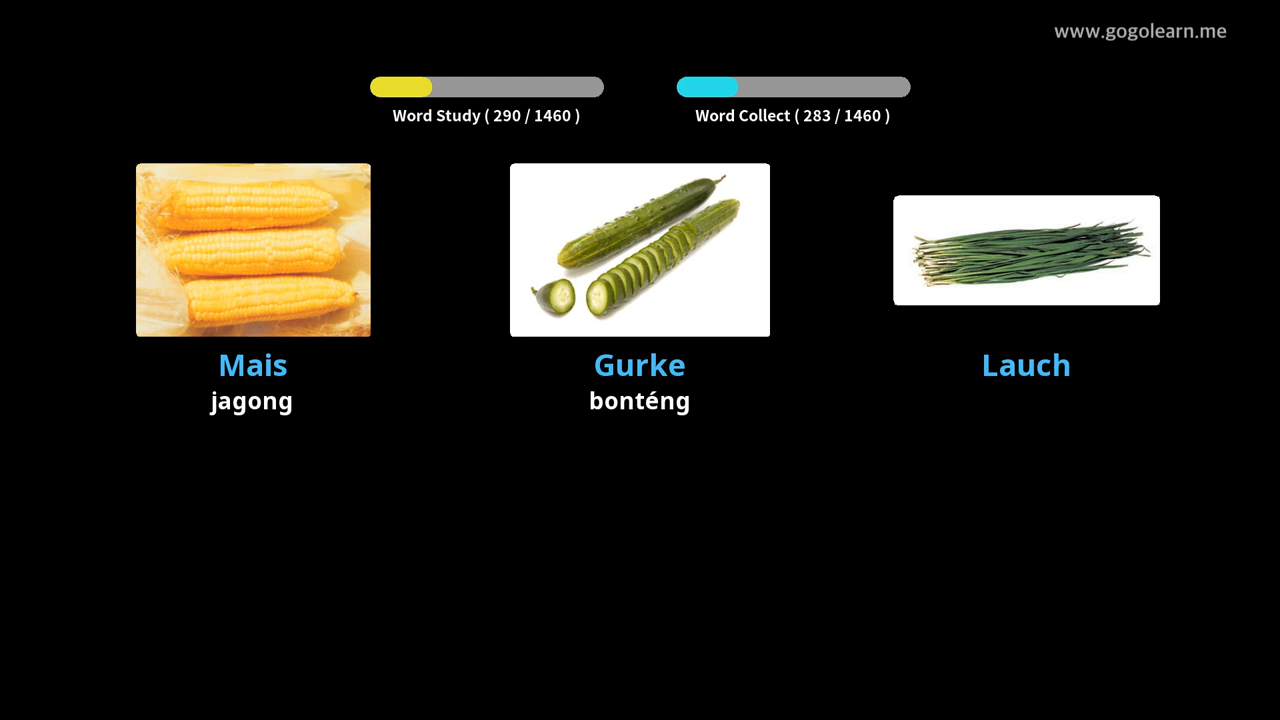 www.gogolearn.me
Word Study ( 290 / 1460 )
Word Collect ( 283 / 1460 )
Mais
jagong
Gurke
bonténg
Lauch